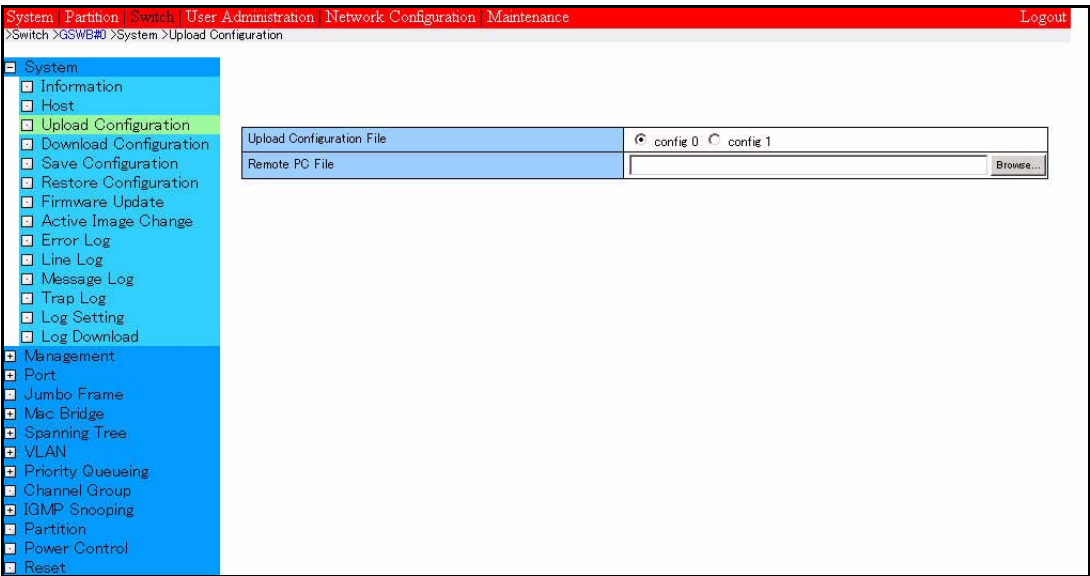 System | Partition | Switch | User Administration | Network Configuration | Maintenance Logout
>Switch >GSWB#0 >System >Upload Configuration
System
Information
Host
Upload Configuration
Download Configuration
Save Configuration
Restore Configuration
Firmware Update
Active Image Change
Error Log
Line Log
Message Log
Trap Log
Log Setting
Log Download
Management
Port
Jumbo Frame
Mac Bridge
Spanning Tree
VLAN
Priority Queueing
Channel Group
IGMP Snooping
Partition
Power Control
Reset
Upload Configuration File config 0 config 1
Remote PC File Browse...